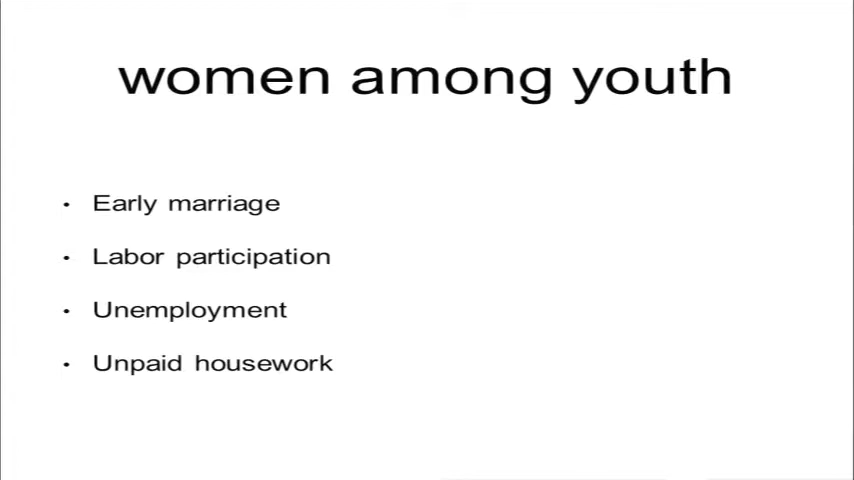 women among youth
• Early marriage
• Labor participation
• Unemployment
• Unpaid housework